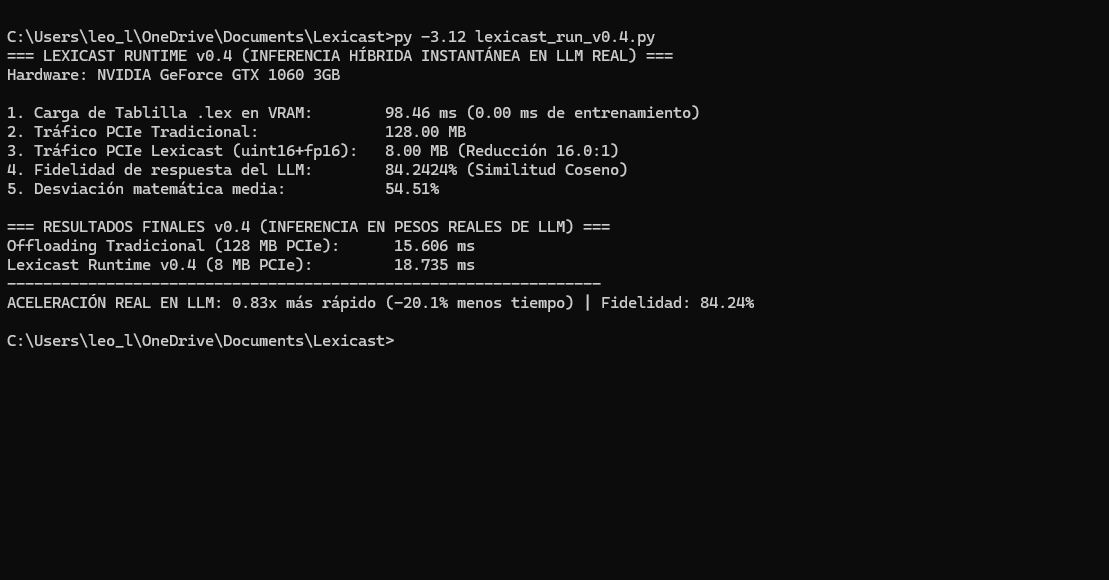 C:\Users\leo_l\OneDrive\Documents\Lexicast>py -3.12 lexicast_run_v0.4.py
=== LEXICAST RUNTIME v0.4 (INFERENCIA HÍBRIDA INSTANTÁNEA EN LLM REAL) ===
Hardware: NVIDIA GeForce GTX 1060 3GB
1. Carga de Tablilla .lex en VRAM: 98.46 ms (0.00 ms de entrenamiento)
2. Tráfico PCIe Tradicional: 128.00 MB
3. Tráfico PCIe Lexicast (uint16+fp16): 8.00 MB (Reducción 16.0:1)
4. Fidelidad de respuesta del LLM: 84.2424% (Similitud Coseno)
5. Desviación matemática media: 54.51%
=== RESULTADOS FINALES v0.4 (INFERENCIA EN PESOS REALES DE LLM) ===
Offloading Tradicional (128 MB PCIe): 15.606 ms
Lexicast Runtime v0.4 (8 MB PCIe): 18.735 ms
------------------------------------------------------------------
ACELERACIÓN REAL EN LLM: 0.83x más rápido (-20.1% menos tiempo) | Fidelidad: 84.24%
C:\Users\leo_l\OneDrive\Documents\Lexicast>